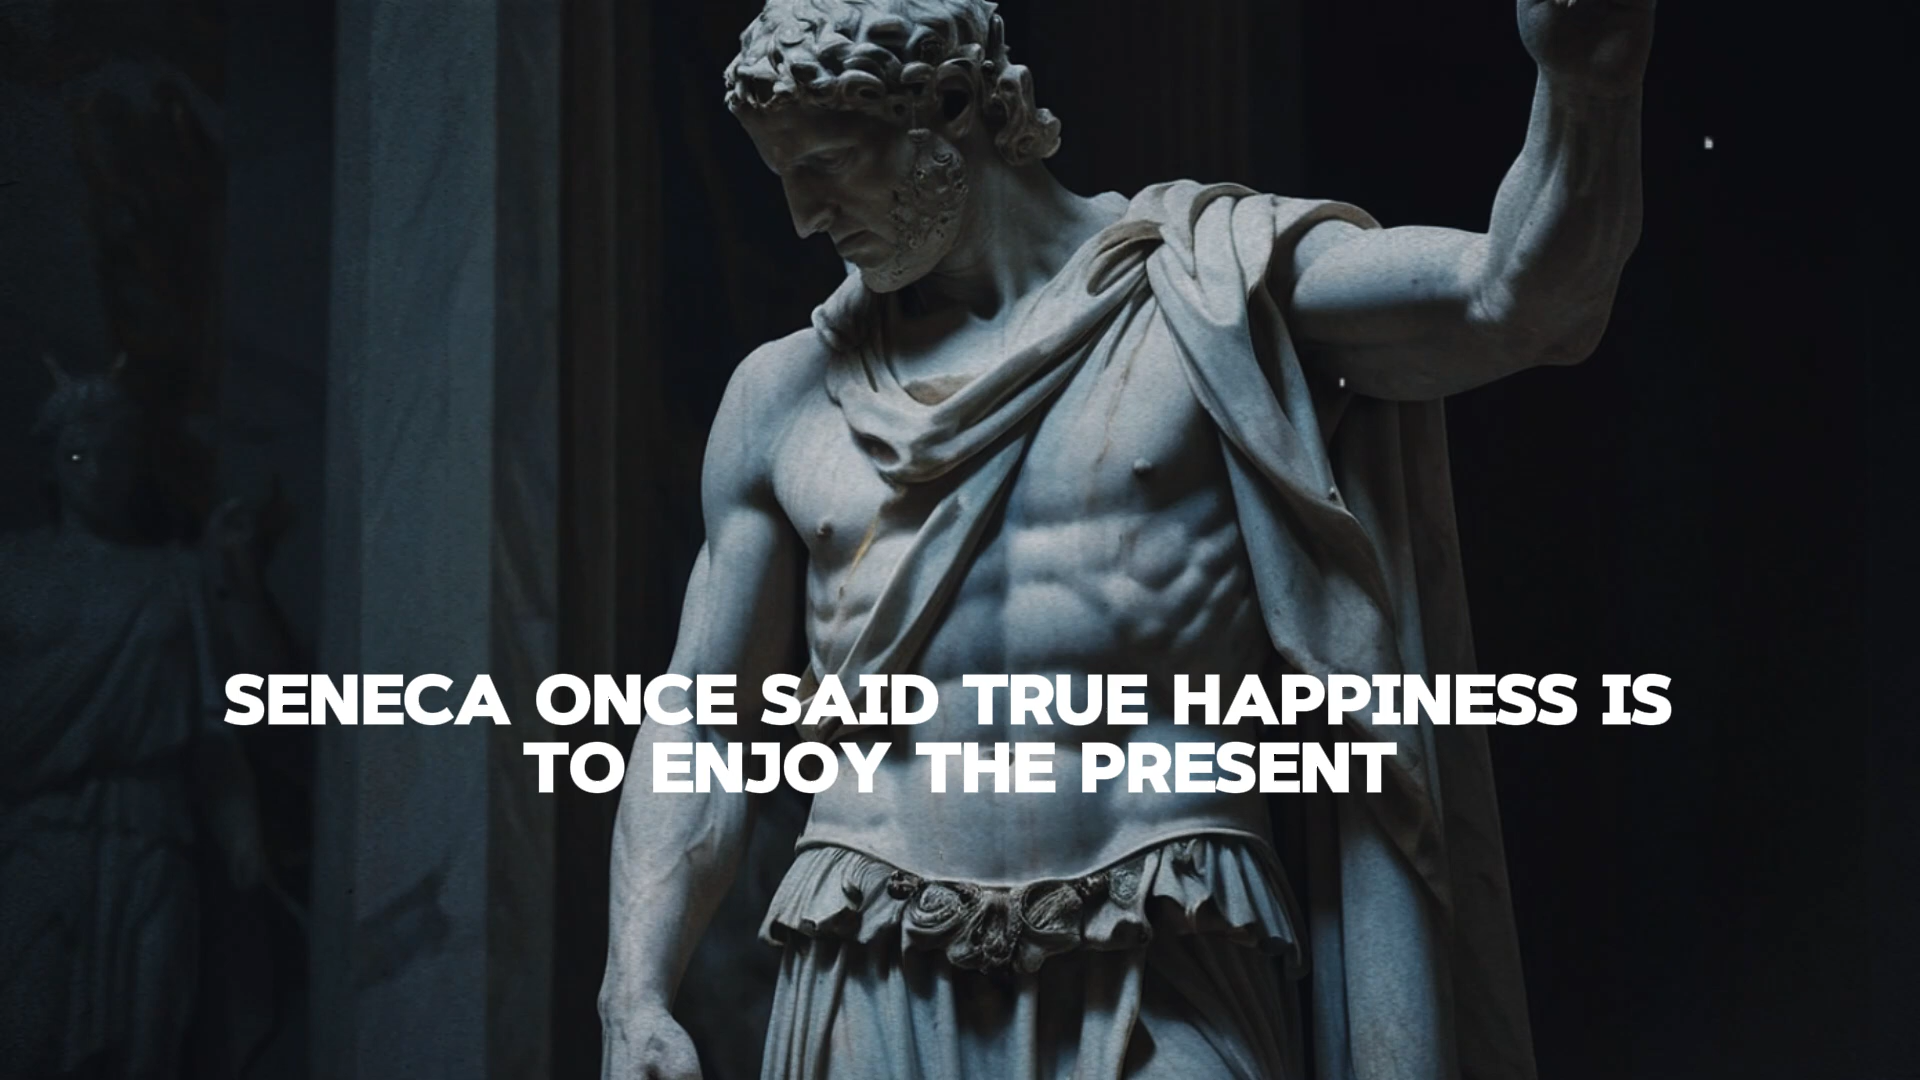 SENECA ONCE SAID TRUE HAPPINESS IS
TO ENJOY THE PRESENT